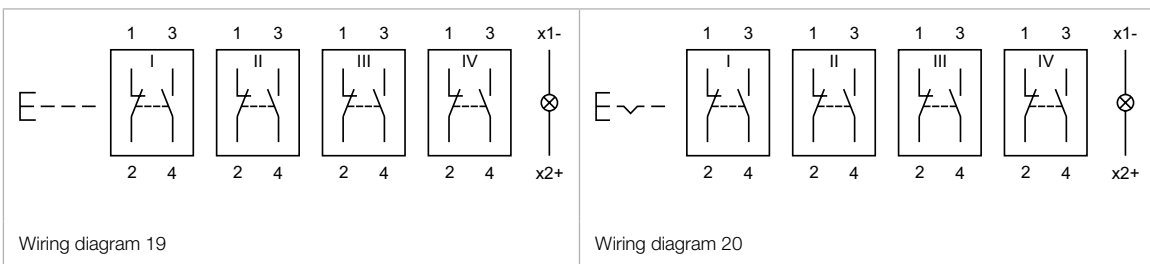 1 3 1 3 1 3 1 3 x1-
I II III IV
2 4 2 4 2 4 2 4 x2+
Wiring diagram 19
1 3 1 3 1 3 1 3 x1-
I II III IV
2 4 2 4 2 4 2 4 x2+
Wiring diagram 20